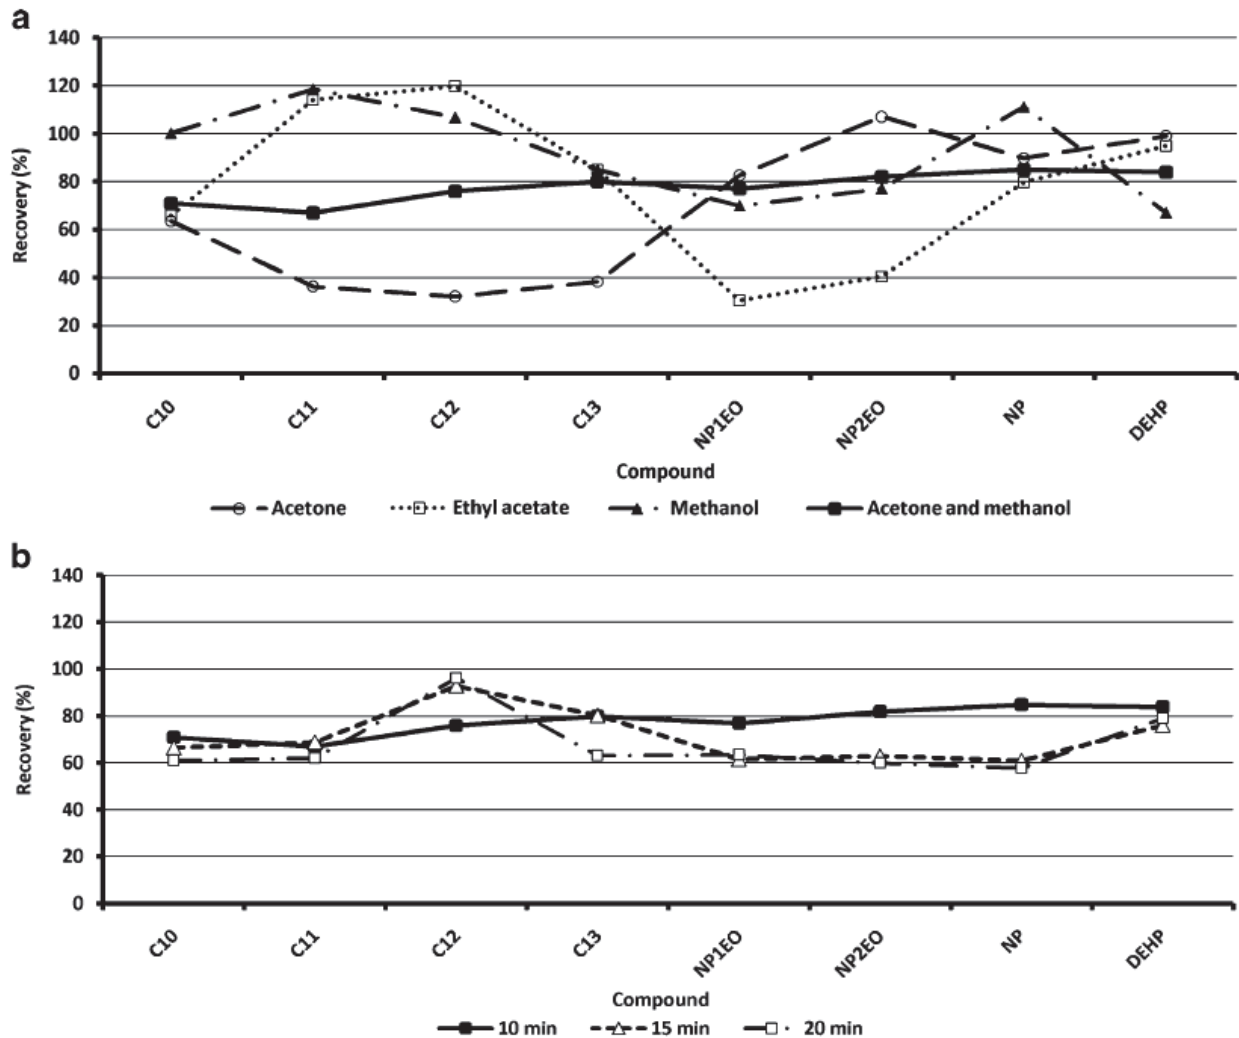 a
140
120
100
80
60
40
20
0
Recovery (%)
C10 C11 C12 C13 NP1EO NP2EO NP DEHP
Compound
Acetone Ethyl acetate Methanol Acetone and methanol
b
140
120
100
80
60
40
20
0
Recovery (%)
C10 C11 C12 C13 NP1EO NP2EO NP DEHP
Compound
10 min 15 min 20 min